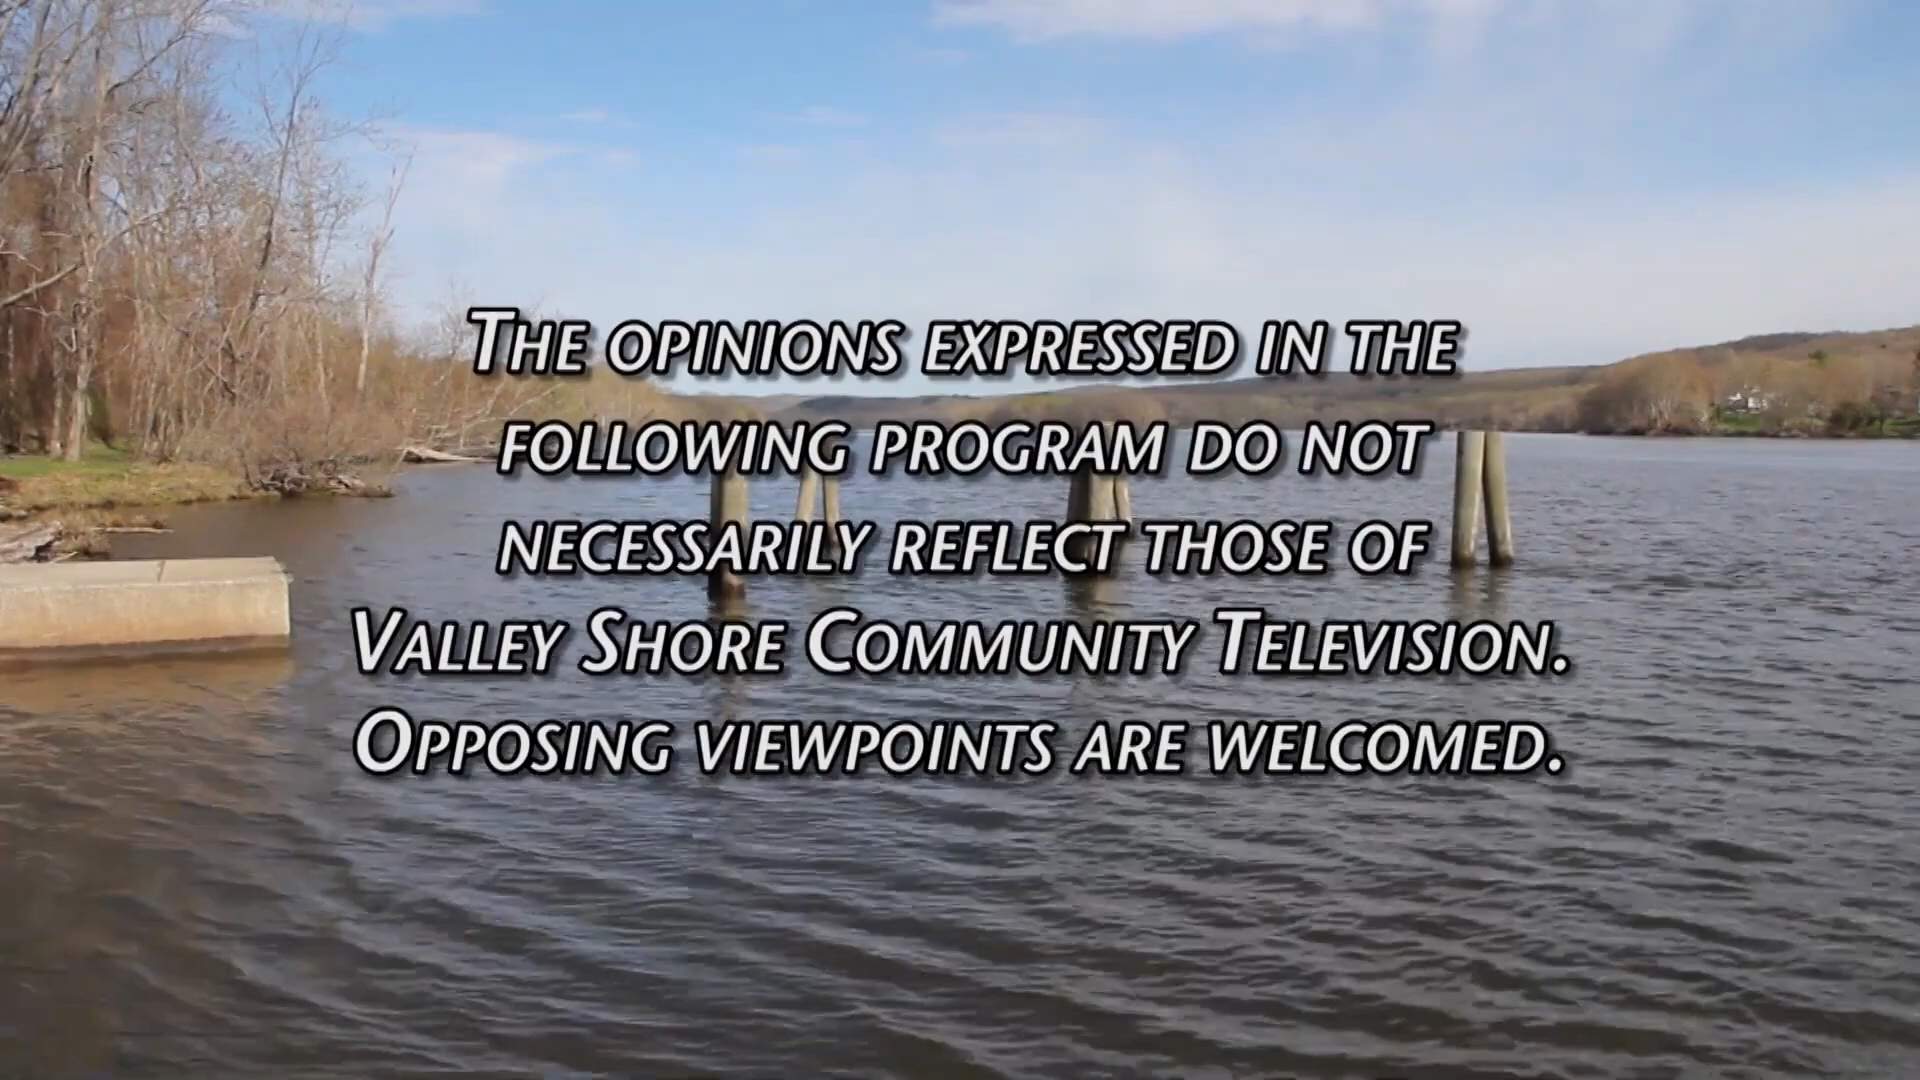 The opinions expressed in the
following program do not
necessarily reflect those of
Valley Shore Community Television.
Opposing viewpoints are welcomed.